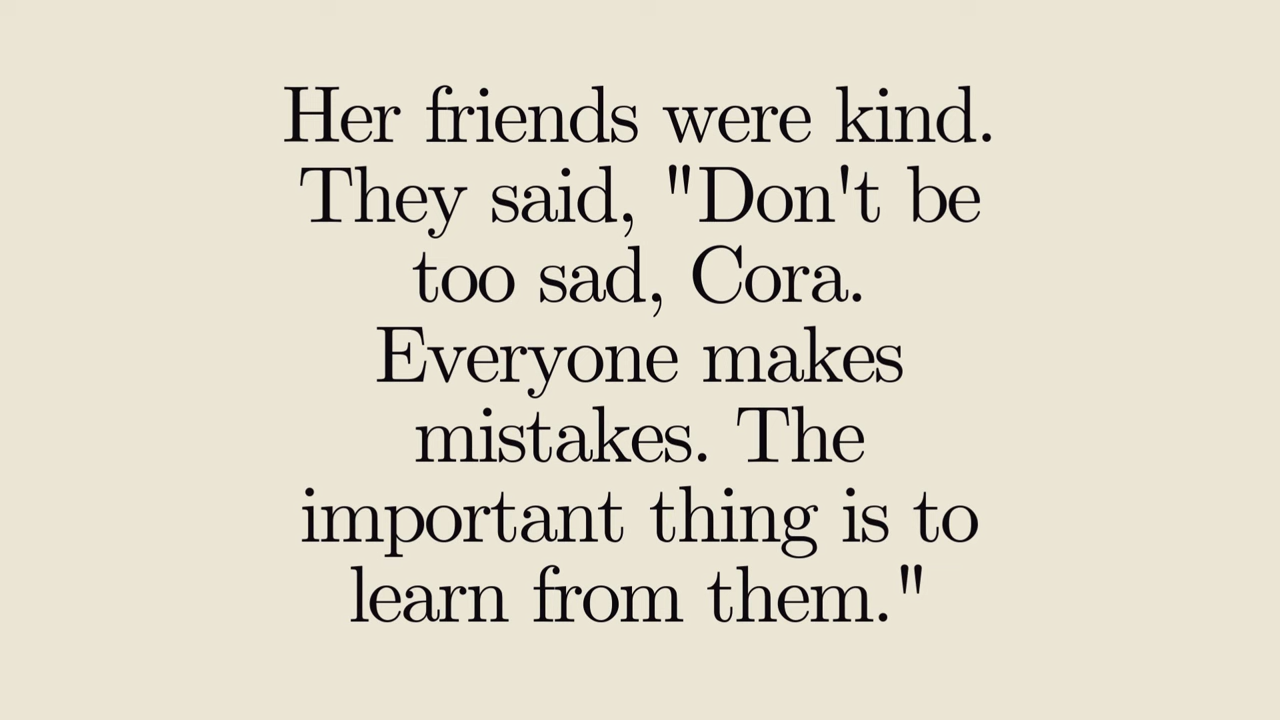 Her friends were kind.
They said, "Don't be
too sad, Cora.
Everyone makes
mistakes. The
important thing is to
learn from them."